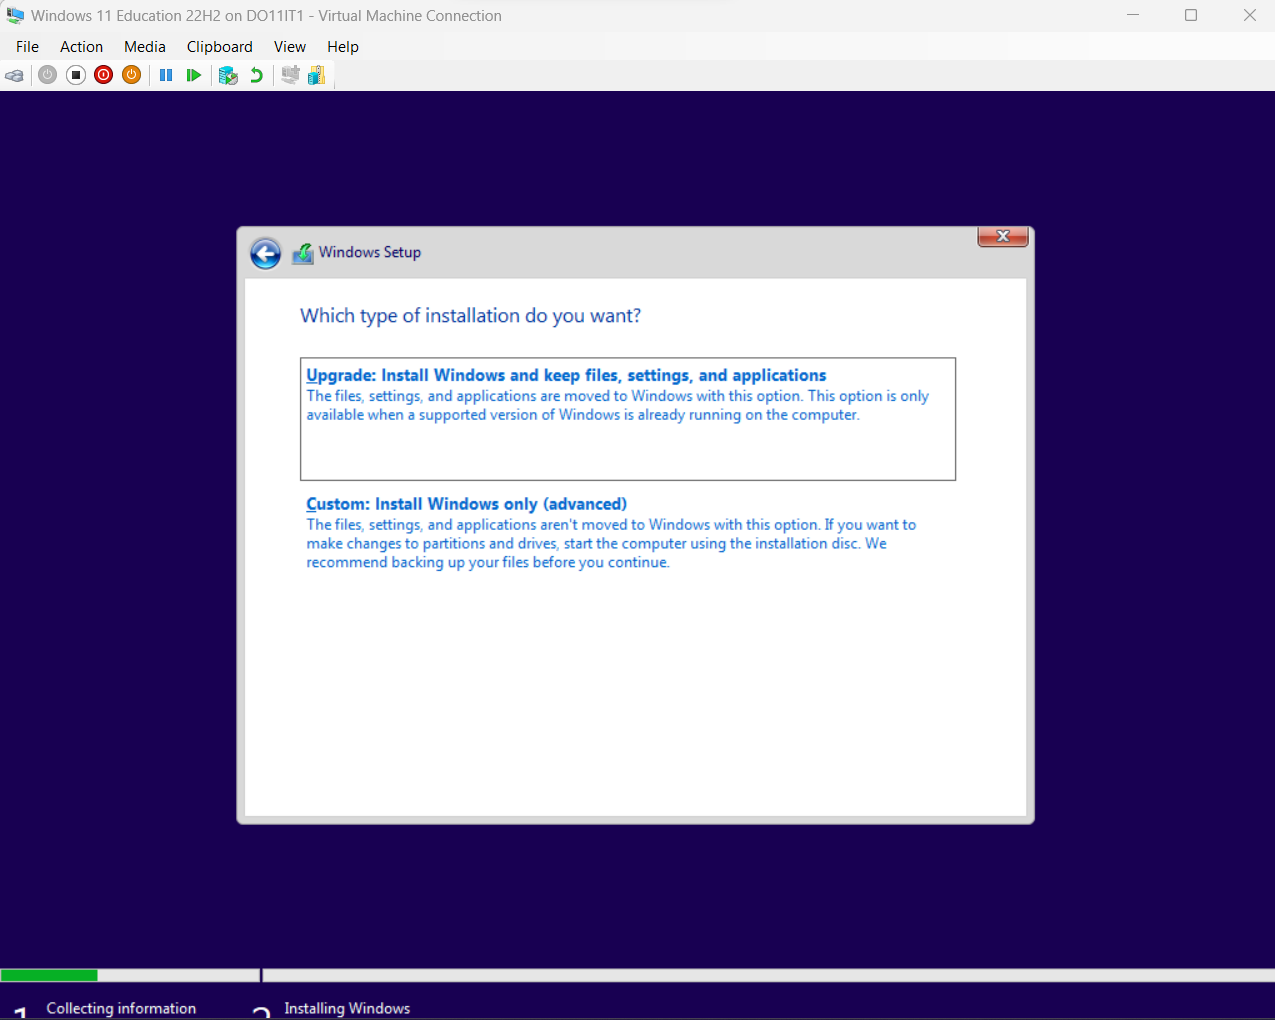 Windows 11 Education 22H2 on DO11IT1 - Virtual Machine Connection
File Action Media Clipboard View Help
Windows Setup
Which type of installation do you want?
Upgrade: Install Windows and keep files, settings, and applications
The files, settings, and applications are moved to Windows with this option. This option is only
available when a supported version of Windows is already running on the computer.
Custom: Install Windows only (advanced)
The files, settings, and applications aren't moved to Windows with this option. If you want to
make changes to partitions and drives, start the computer using the installation disc. We
recommend backing up your files before you continue.
1 Collecting information 2 Installing Windows